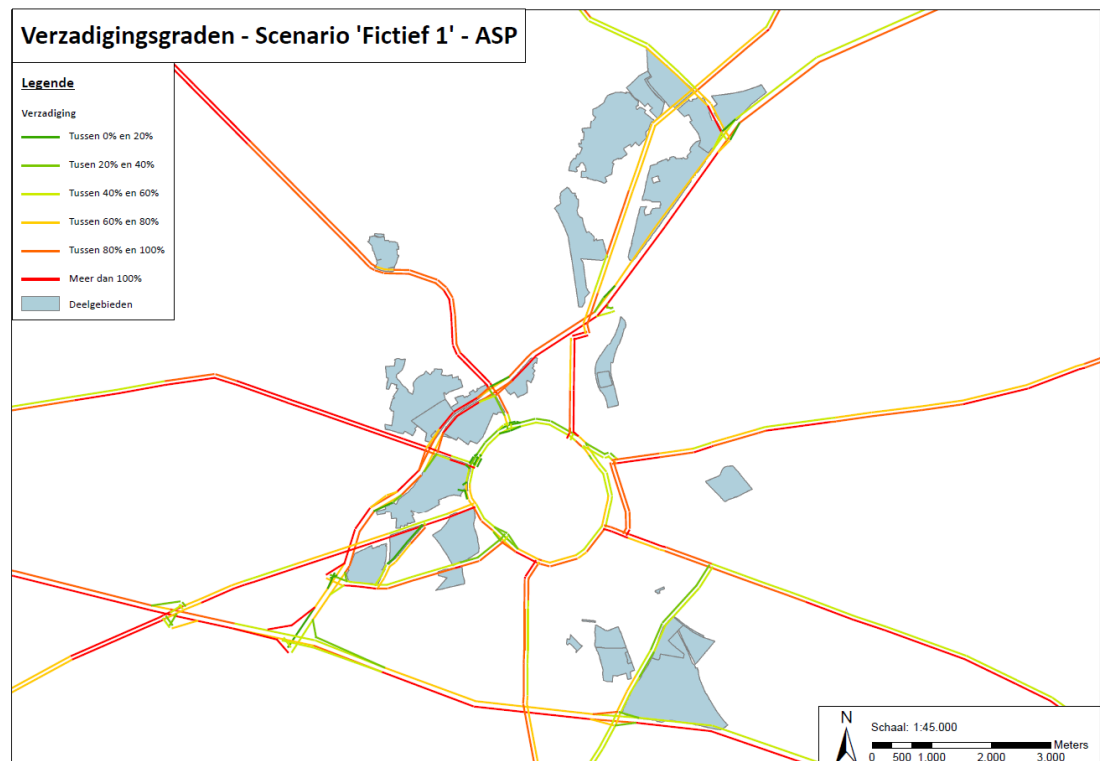 Verzadigingsgraden - Scenario 'Fictief 1' - ASP
Legende
Verzadiging
Tussen 0% en 20%
Tusen 20% en 40%
Tussen 40% en 60%
Tussen 60% en 80%
Tussen 80% en 100%
Meer dan 100%
Deelgebieden
N
Schaal: 1:45.000
Meters
0 500 1.000 2.000 3.000